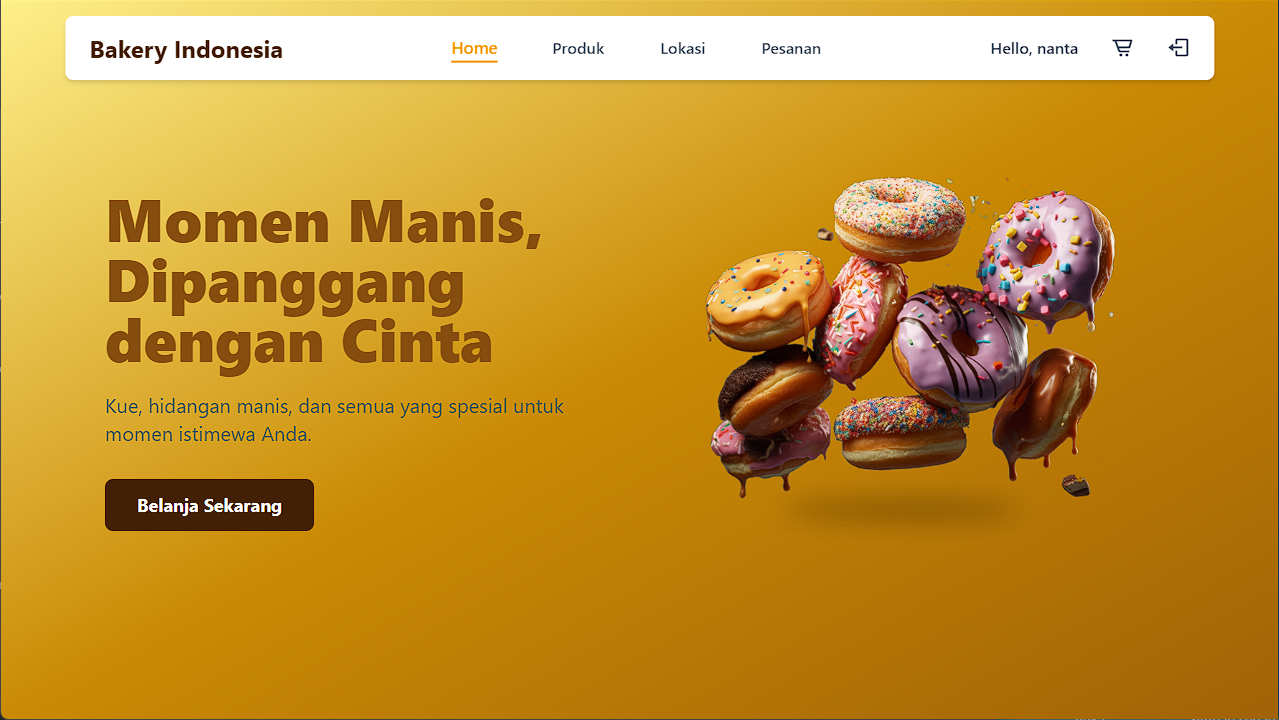 Bakery Indonesia
Home
Produk
Lokasi
Pesanan
Hello, nanta
Momen Manis,
Dipanggang
dengan Cinta
Kue, hidangan manis, dan semua yang spesial untuk
momen istimewa Anda.
Belanja Sekarang